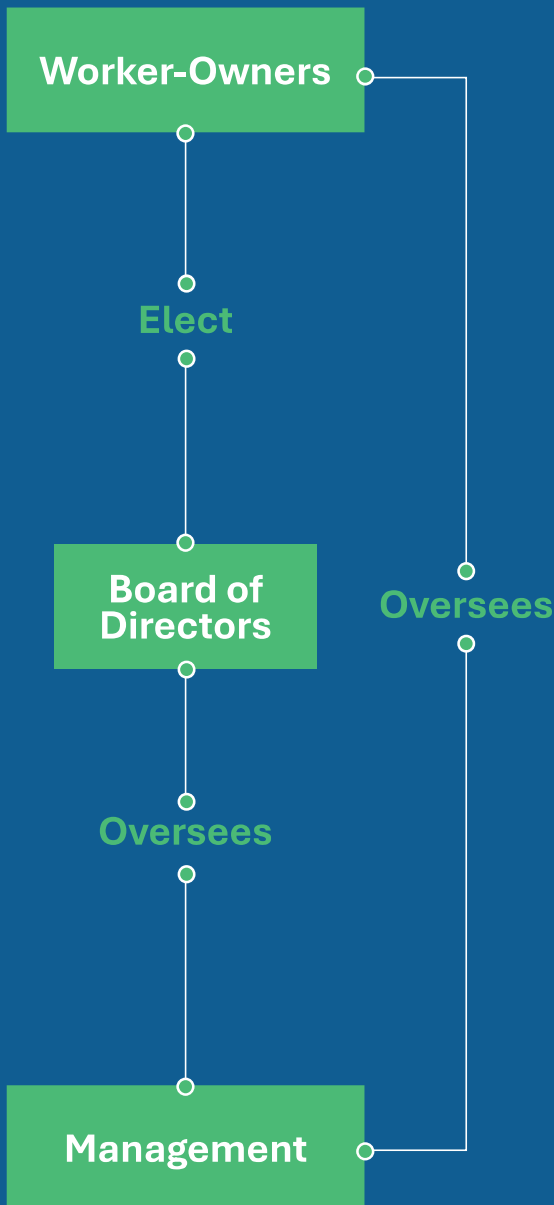 Worker-Owners
Elect
Board of
Directors
Oversees
Oversees
Management